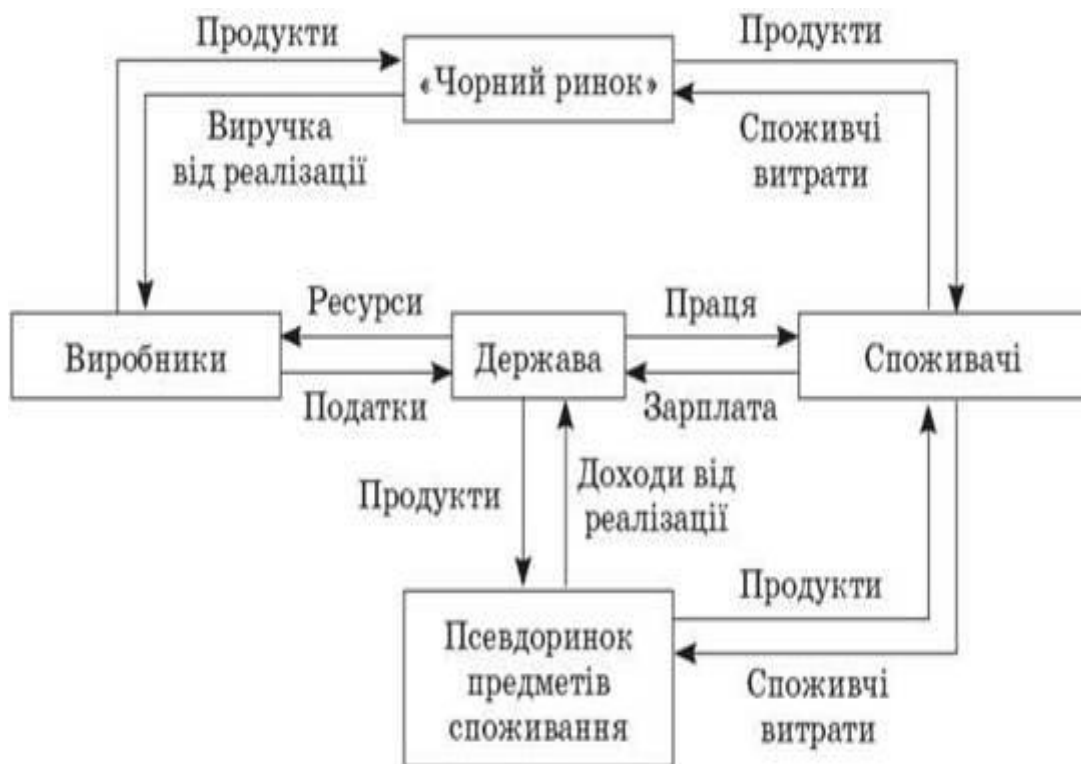 Продукти
Продукти
«Чорний ринок»
Виручка
від реалізації
Споживчі
витрати
Ресурси
Праця
Виробники
Держава
Споживачі
Податки
Зарплата
Продукти
Доходи від
реалізації
Продукти
Псевдоринок
предметів
споживання
Споживчі
витрати